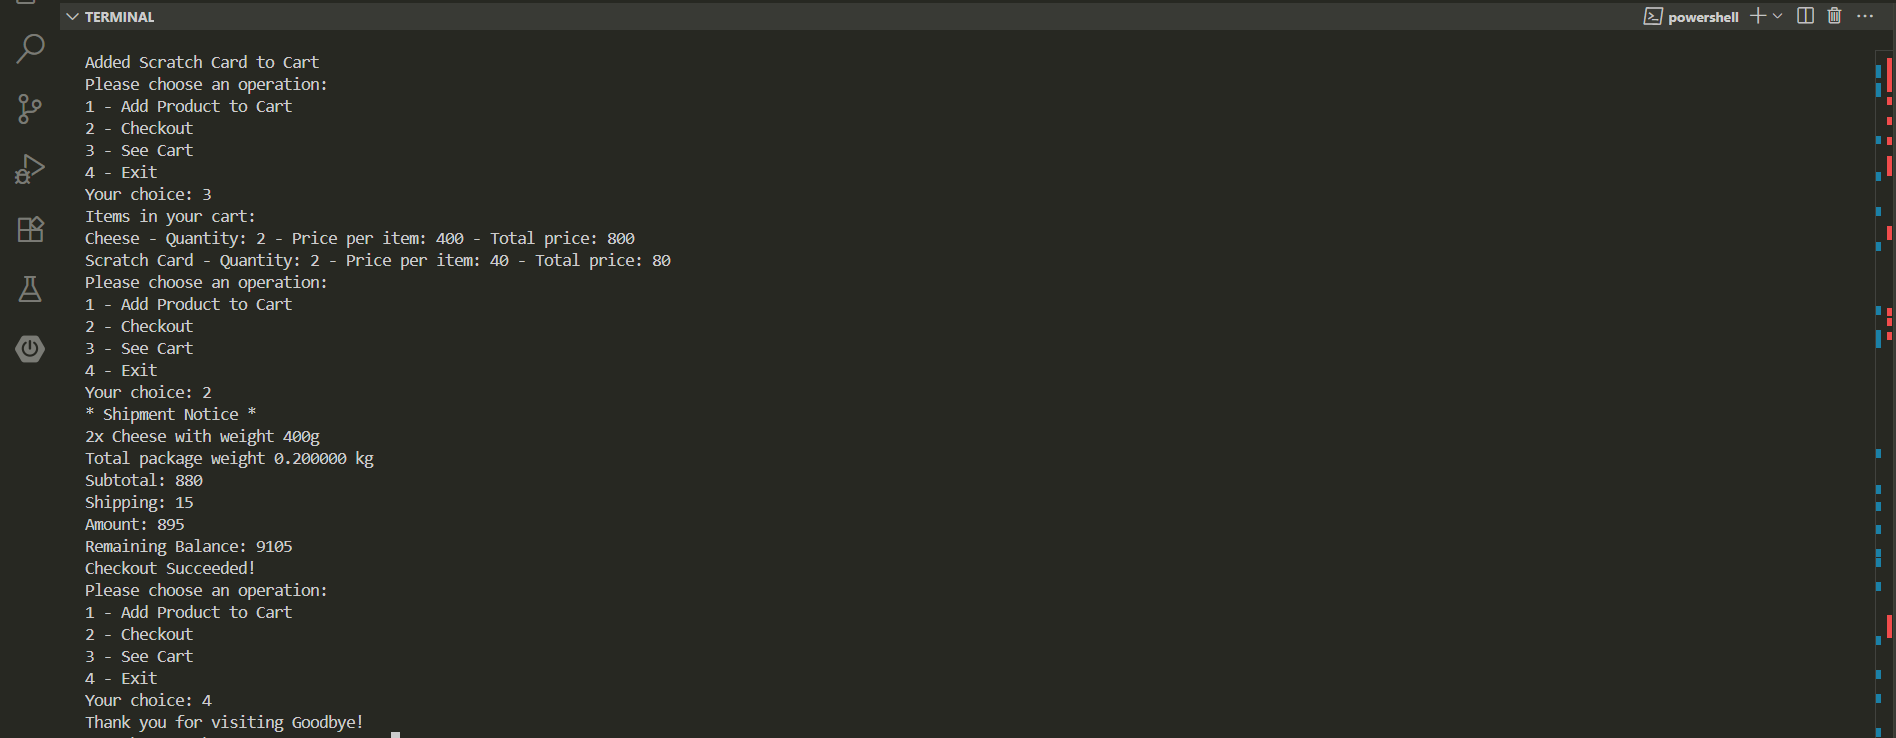 TERMINAL
powershell
Added Scratch Card to Cart
Please choose an operation:
1 - Add Product to Cart
2 - Checkout
3 - See Cart
4 - Exit
Your choice: 3
Items in your cart:
Cheese - Quantity: 2 - Price per item: 400 - Total price: 800
Scratch Card - Quantity: 2 - Price per item: 40 - Total price: 80
Please choose an operation:
1 - Add Product to Cart
2 - Checkout
3 - See Cart
4 - Exit
Your choice: 2
* Shipment Notice *
2x Cheese with weight 400g
Total package weight 0.200000 kg
Subtotal: 880
Shipping: 15
Amount: 895
Remaining Balance: 9105
Checkout Succeeded!
Please choose an operation:
1 - Add Product to Cart
2 - Checkout
3 - See Cart
4 - Exit
Your choice: 4
Thank you for visiting Goodbye!